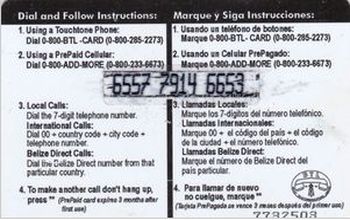 Dial and Follow Instructions:
1. Using a Touchtone Phone:
Dial 0-800-BTL -CARD (0-800-285-2273)
2. Using a PrePaid Cellular:
Dial 0-800-ADD-MORE (0-800-233-6673)
6557 7914 6653
3. Local Calls:
Dial the 7-digit telephone number.
International Calls:
Dial 00 + country code + city code +
telephone number.
Belize Direct Calls:
Dial the Belize Direct number from that
particular country.
4. To make another call don't hang up,
press "" (PrePaid card expires 3 months after
first use)
Marque y Siga Instrucciones:
1. Usando un teléfono de botones:
Marque 0-800-BTL- CARD (0-800-285-2273)
2. Usando un Celular PrePagado:
Marque 0-800-ADD-MORE (0-800-233-6673)
3. Llamadas Locales:
Marque los 7-dígitos del número telefónico.
Llamadas Internacionales:
Marque 00 + el código del país + el código
de la ciudad + el número telefónico.
Llamadas Belize Direct:
Marque el número de Belize Direct del
país particular.
4. Para llamar de nuevo
no cuelgue, marque ""
(Tarjeta PrePagada se vence 3 meses después del primer uso)
BTL
7732503